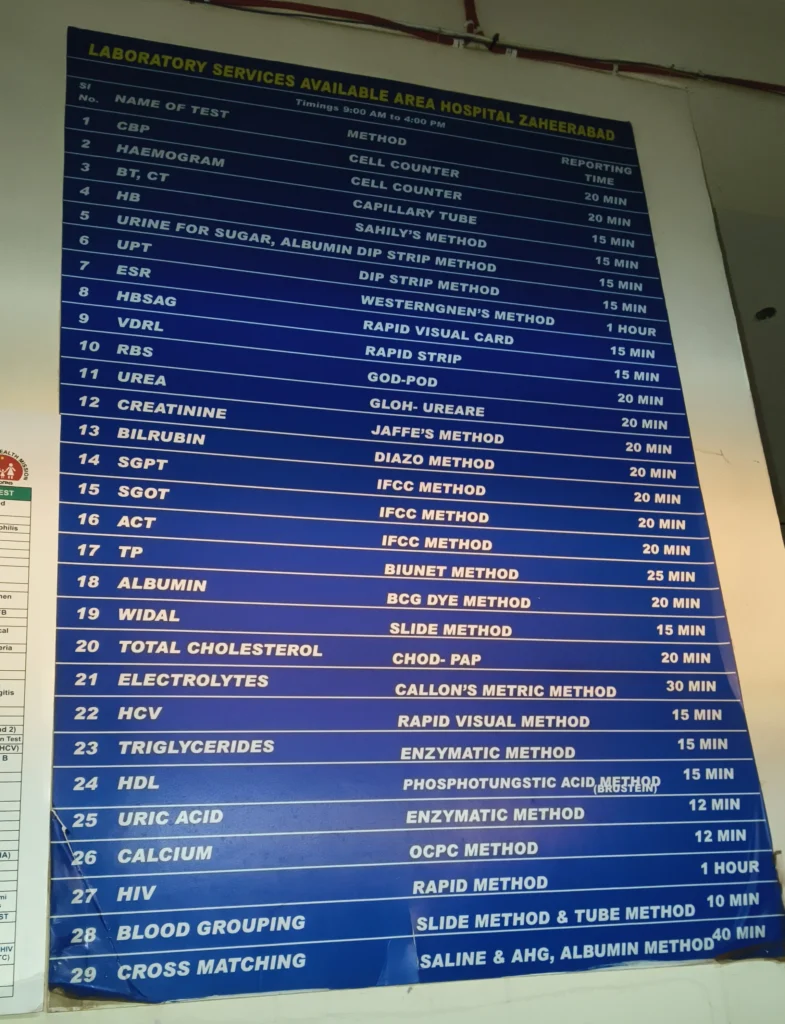 LABORATORY SERVICES AVAILABLE AREA HOSPITAL ZAHEERABAD
Timings 9:00 AM to 4:00 PM
Sl No. NAME OF TEST METHOD REPORTING TIME
1 CBP CELL COUNTER 20 MIN
2 HAEMOGRAM CELL COUNTER 20 MIN
3 BT, CT CAPILLARY TUBE 15 MIN
4 HB SAHILY'S METHOD 15 MIN
5 URINE FOR SUGAR, ALBUMIN DIP STRIP METHOD 15 MIN
6 UPT DIP STRIP METHOD 15 MIN
7 ESR WESTERNGNEN'S METHOD 1 HOUR
8 HBSAG RAPID VISUAL CARD 15 MIN
9 VDRL RAPID STRIP 15 MIN
10 RBS GOD-POD 20 MIN
11 UREA GLOH- UREARE 20 MIN
12 CREATININE JAFFE'S METHOD 20 MIN
13 BILRUBIN DIAZO METHOD 20 MIN
14 SGPT IFCC METHOD 20 MIN
15 SGOT IFCC METHOD 20 MIN
16 ACT IFCC METHOD 20 MIN
17 TP BIUNET METHOD 25 MIN
18 ALBUMIN BCG DYE METHOD 20 MIN
19 WIDAL SLIDE METHOD 15 MIN
20 TOTAL CHOLESTEROL CHOD- PAP 20 MIN
21 ELECTROLYTES CALLON'S METRIC METHOD 30 MIN
22 HCV RAPID VISUAL METHOD 15 MIN
23 TRIGLYCERIDES ENZYMATIC METHOD 15 MIN
24 HDL PHOSPHOTUNGSTIC ACID METHOD (BRUSTEIN) 15 MIN
25 URIC ACID ENZYMATIC METHOD 12 MIN
26 CALCIUM OCPC METHOD 12 MIN
27 HIV RAPID METHOD 1 HOUR
28 BLOOD GROUPING SLIDE METHOD & TUBE METHOD 10 MIN
29 CROSS MATCHING SALINE & AHG, ALBUMIN METHOD 40 MIN